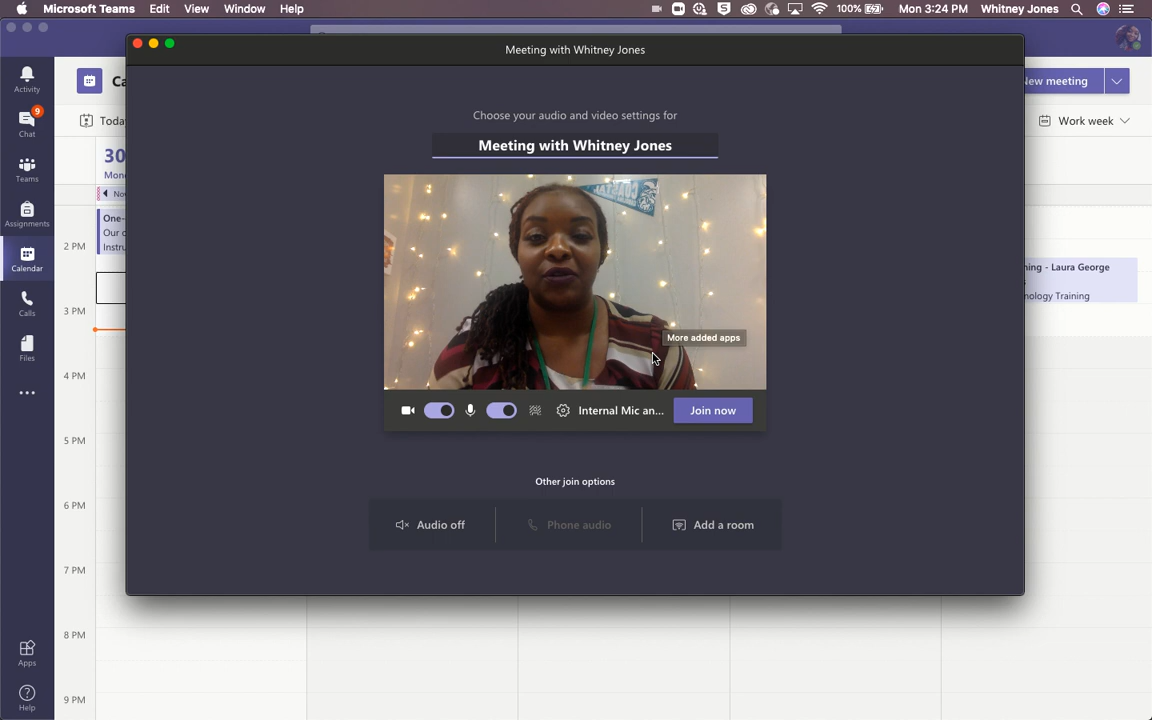 Microsoft Teams Edit View Window Help 100% Mon 3:24 PM Whitney Jones
Meeting with Whitney Jones
Activity
Chat
9
Teams
Assignments
Calendar
Calls
Files
Apps
Help
New meeting
Today
Work week
30
2 PM
3 PM
4 PM
5 PM
6 PM
7 PM
8 PM
9 PM
One-
Our
Instru
ning - Laura George
nology Training
Choose your audio and video settings for
Meeting with Whitney Jones
COASTAL
More added apps
Internal Mic an...
Join now
Other join options
Audio off
Phone audio
Add a room